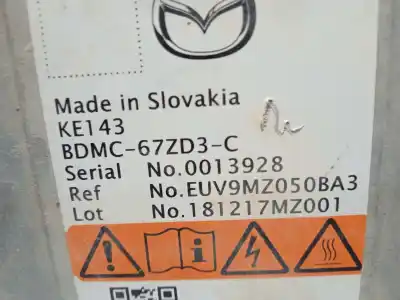 Made in Slovakia
KE143
BDMC-67ZD3-C
Serial No.0013928
Ref No.EUV9MZ050BA3
Lot No.181217MZ001